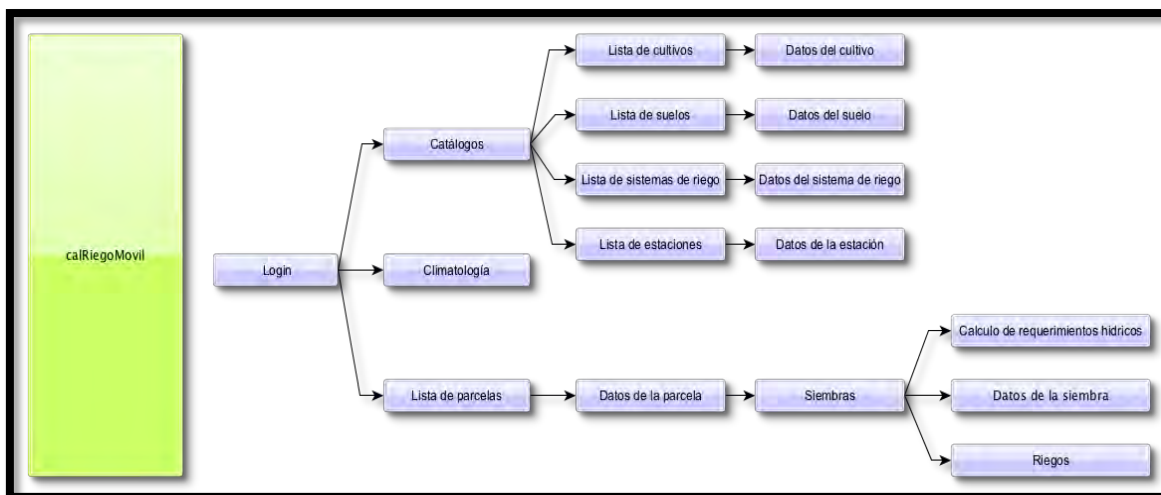 calRiegoMovil
Login
Catálogos
Climatología
Lista de parcelas
Lista de cultivos
Datos del cultivo
Lista de suelos
Datos del suelo
Lista de sistemas de riego
Datos del sistema de riego
Lista de estaciones
Datos de la estación
Datos de la parcela
Siembras
Calculo de requerimientos hídricos
Datos de la siembra
Riegos